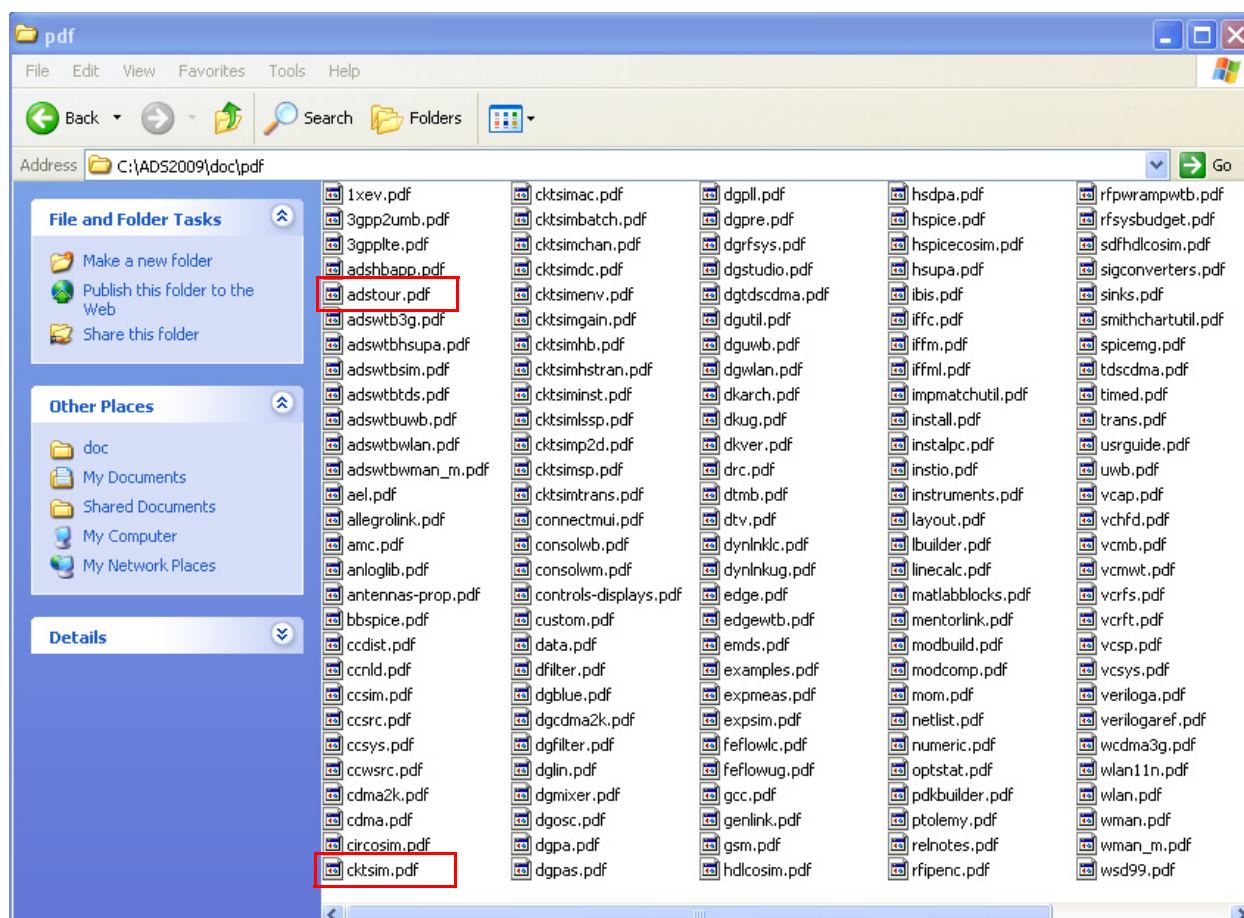 pdf
File Edit View Favorites Tools Help
Back Search Folders
Address C:\ADS2009\doc\pdf Go
File and Folder Tasks
Make a new folder
Publish this folder to the
Web
Share this folder
Other Places
doc
My Documents
Shared Documents
My Computer
My Network Places
Details
1xev.pdf
3gpp2umb.pdf
3gpplte.pdf
adshbapp.pdf
adstour.pdf
adswtb3g.pdf
adswtbhsupa.pdf
adswtbsim.pdf
adswtbtds.pdf
adswtbuwb.pdf
adswtbwlan.pdf
adswtbwman_m.pdf
ael.pdf
allegrolink.pdf
amc.pdf
anloglib.pdf
antennas-prop.pdf
bbspice.pdf
ccdist.pdf
ccnld.pdf
ccsim.pdf
ccsrc.pdf
ccsys.pdf
ccwsrc.pdf
cdma2k.pdf
cdma.pdf
circosim.pdf
cktsim.pdf
cktsimac.pdf
cktsimbatch.pdf
cktsimchan.pdf
cktsimdc.pdf
cktsimenv.pdf
cktsimgain.pdf
cktsimhb.pdf
cktsimhstran.pdf
cktsiminst.pdf
cktsimlssp.pdf
cktsimp2d.pdf
cktsimsp.pdf
cktsimtrans.pdf
connectmui.pdf
consolwb.pdf
consolwm.pdf
controls-displays.pdf
custom.pdf
data.pdf
dfilter.pdf
dgblue.pdf
dgcdma2k.pdf
dgfilter.pdf
dglin.pdf
dgmixer.pdf
dgosc.pdf
dgpa.pdf
dgpas.pdf
dgpll.pdf
dgpre.pdf
dgrfsys.pdf
dgstudio.pdf
dgtdscdma.pdf
dgutil.pdf
dguwb.pdf
dgwlan.pdf
dkarch.pdf
dkug.pdf
dkver.pdf
drc.pdf
dtmb.pdf
dtv.pdf
dynlnklc.pdf
dynlnkug.pdf
edge.pdf
edgewtb.pdf
emds.pdf
examples.pdf
expmeas.pdf
expsim.pdf
feflowlc.pdf
feflowug.pdf
gcc.pdf
genlink.pdf
gsm.pdf
hdlcosim.pdf
hsdpa.pdf
hspice.pdf
hspicecosim.pdf
hsupa.pdf
ibis.pdf
iffc.pdf
iffm.pdf
iffml.pdf
impmatchutil.pdf
install.pdf
instalpc.pdf
instio.pdf
instruments.pdf
layout.pdf
lbuilder.pdf
linecalc.pdf
matlabblocks.pdf
mentorlink.pdf
modbuild.pdf
modcomp.pdf
mom.pdf
netlist.pdf
numeric.pdf
optstat.pdf
pdkbuilder.pdf
ptolemy.pdf
relnotes.pdf
rfipenc.pdf
rfpwrampwtb.pdf
rfsysbudget.pdf
sdfhdlcosim.pdf
sigconverters.pdf
sinks.pdf
smithchartutil.pdf
spicemg.pdf
tdscdma.pdf
timed.pdf
trans.pdf
usrguide.pdf
uwb.pdf
vcap.pdf
vchfd.pdf
vcmb.pdf
vcmwt.pdf
vcrfs.pdf
vcrft.pdf
vcsp.pdf
vcsys.pdf
veriloga.pdf
verilogaref.pdf
wcdma3g.pdf
wlan11n.pdf
wlan.pdf
wman.pdf
wman_m.pdf
wsd99.pdf